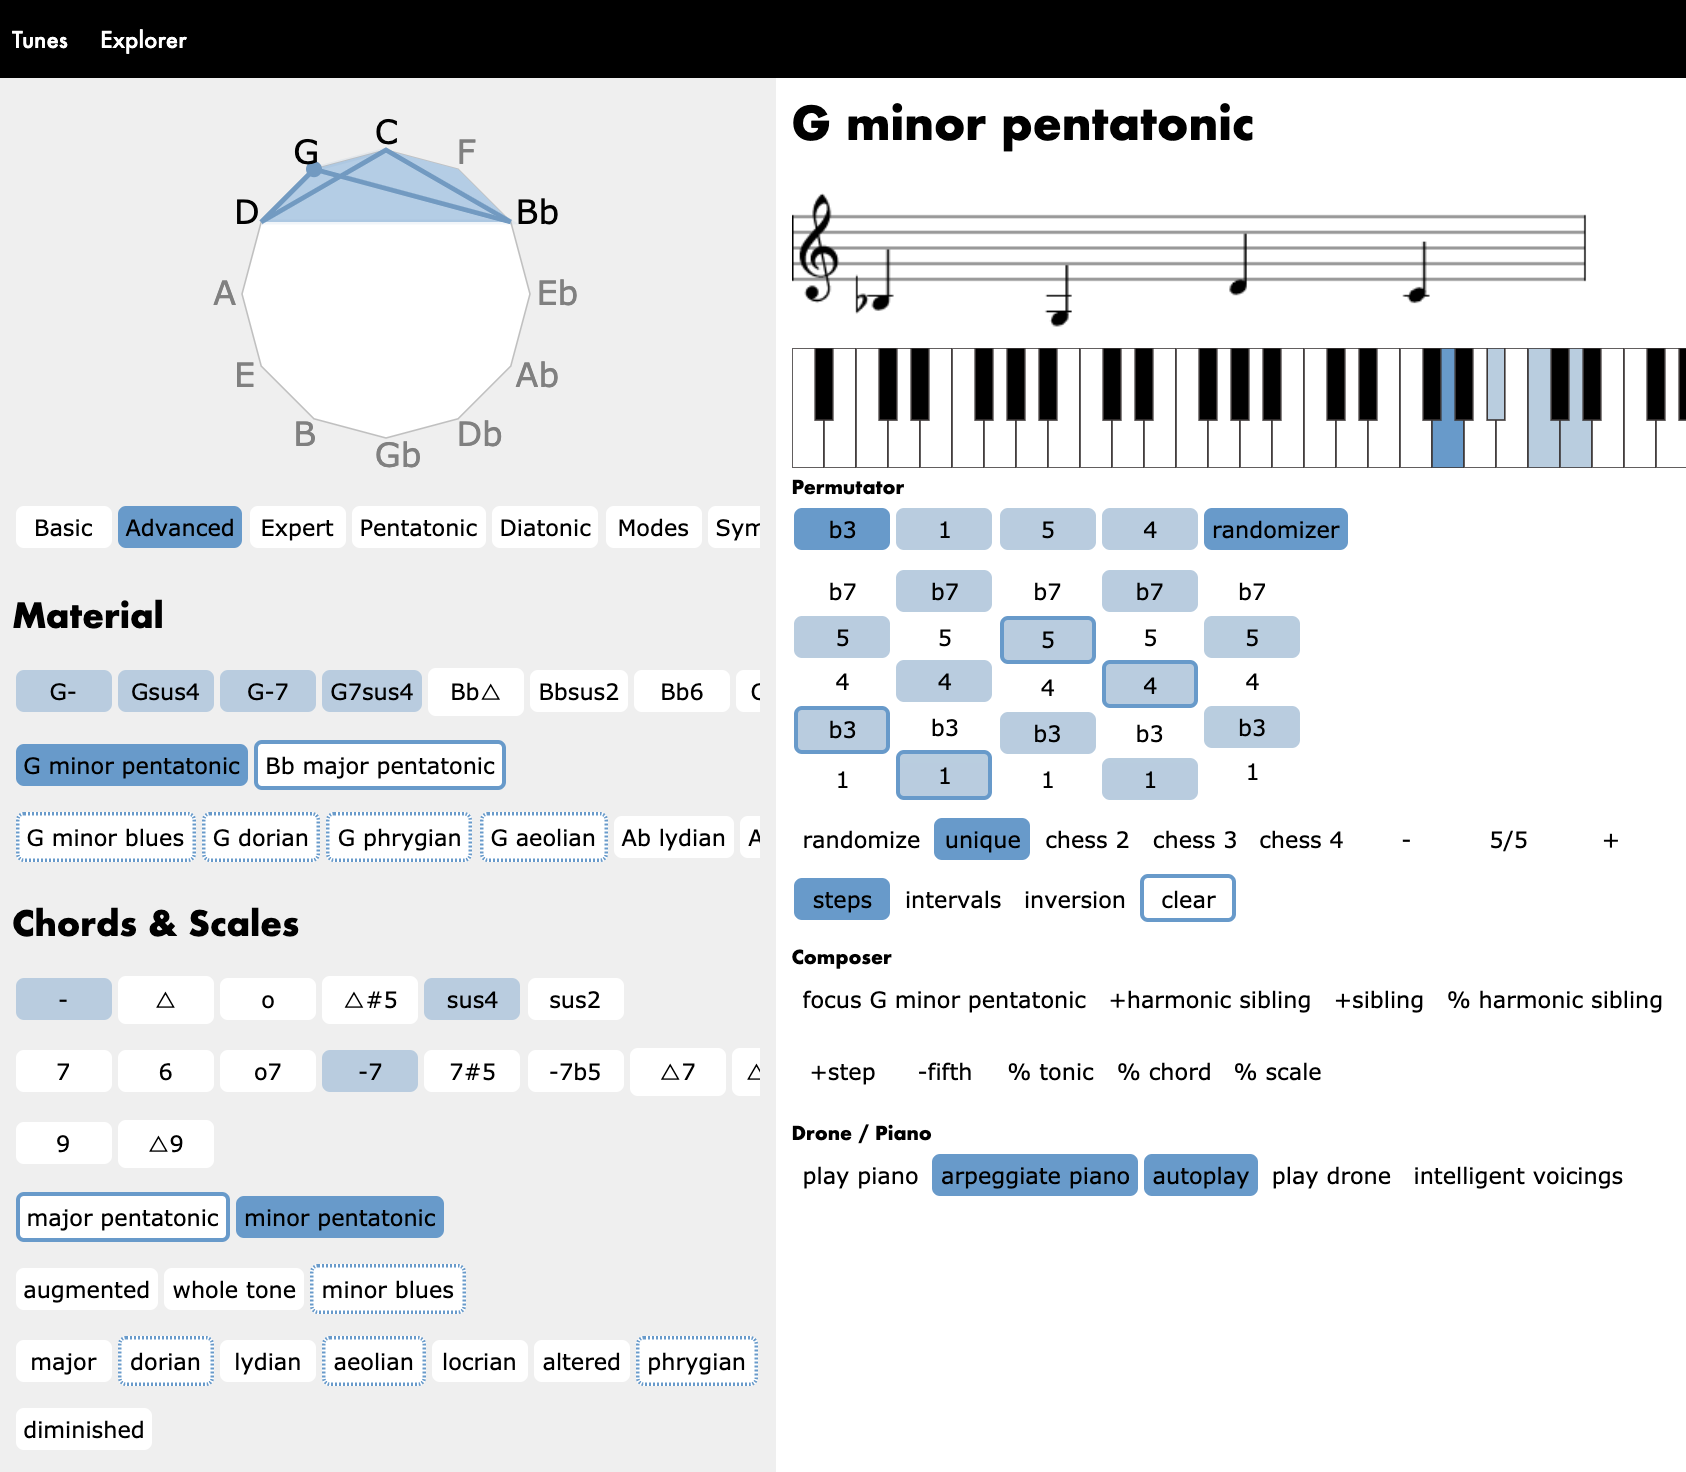 Tunes Explorer
C
G F
D Bb
A Eb
E Ab
B Db
Gb
Basic Advanced Expert Pentatonic Diatonic Modes Sym
Material
G- Gsus4 G-7 G7sus4 Bb△ Bbsus2 Bb6
G minor pentatonic Bb major pentatonic
G minor blues G dorian G phrygian G aeolian Ab lydian A
Chords & Scales
- △ o △#5 sus4 sus2
7 6 o7 -7 7#5 -7b5 △7 △
9 △9
major pentatonic minor pentatonic
augmented whole tone minor blues
major dorian lydian aeolian locrian altered phrygian
diminished
G minor pentatonic
Permutator
b3 1 5 4 randomizer
b7 b7 b7 b7 b7
5 5 5 5 5
4 4 4 4 4
b3 b3 b3 b3 b3
1 1 1 1 1
randomize unique chess 2 chess 3 chess 4 - 5/5 +
steps intervals inversion clear
Composer
focus G minor pentatonic +harmonic sibling +sibling % harmonic sibling
+step -fifth % tonic % chord % scale
Drone / Piano
play piano arpeggiate piano autoplay play drone intelligent voicings